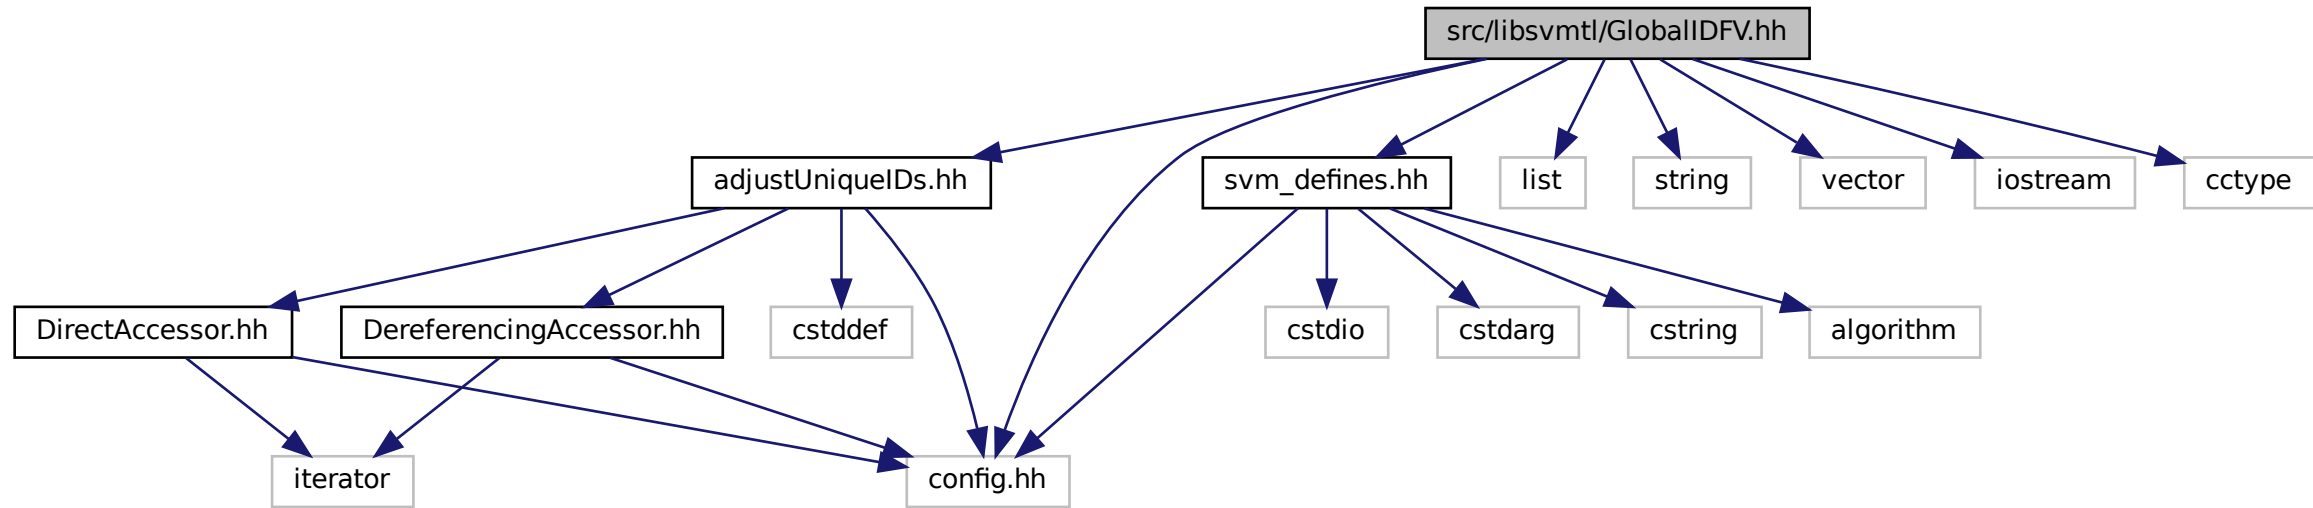 src/libsvmtl/GlobalIDFV.hh
adjustUniqueIDs.hh
svm_defines.hh
list
string
vector
iostream
cctype
DirectAccessor.hh
DereferencingAccessor.hh
cstddef
cstdio
cstdarg
cstring
algorithm
iterator
config.hh